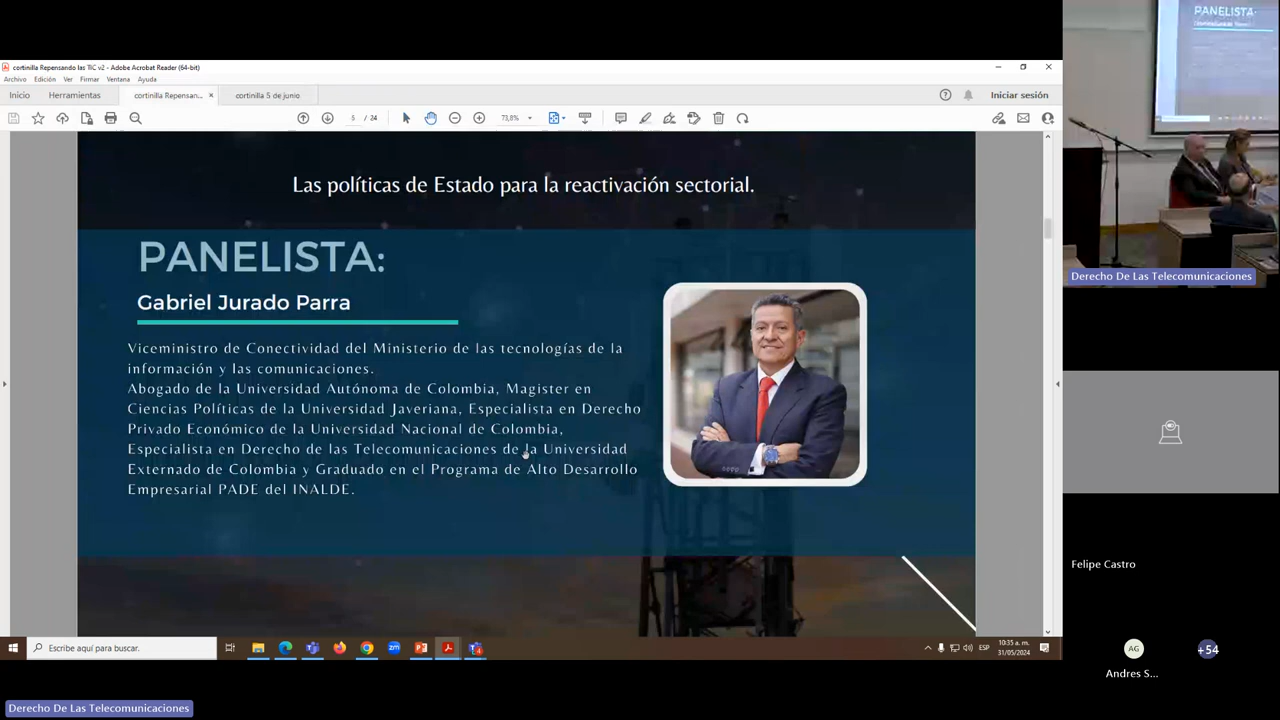 cortinilla Repensando las TIC v2 - Adobe Acrobat Reader (64-bit)
Archivo Edición Ver Firmar Ventana Ayuda
Inicio Herramientas cortinilla Repensan... × cortinilla 5 de junio Iniciar sesión
5 / 24 73,8%
Las políticas de Estado para la reactivación sectorial.
PANELISTA:
Gabriel Jurado Parra
Viceministro de Conectividad del Ministerio de las tecnologías de la
información y las comunicaciones.
Abogado de la Universidad Autónoma de Colombia, Magister en
Ciencias Políticas de la Universidad Javeriana, Especialista en Derecho
Privado Económico de la Universidad Nacional de Colombia,
Especialista en Derecho de las Telecomunicaciones de la Universidad
Externado de Colombia y Graduado en el Programa de Alto Desarrollo
Empresarial PADE del INALDE.
Escribe aquí para buscar.
ESP
10:35 a. m.
31/05/2024
Derecho De Las Telecomunicaciones
PANELISTA:
Derecho De Las Telecomunicaciones
Felipe Castro
AG
Andres S...
+54